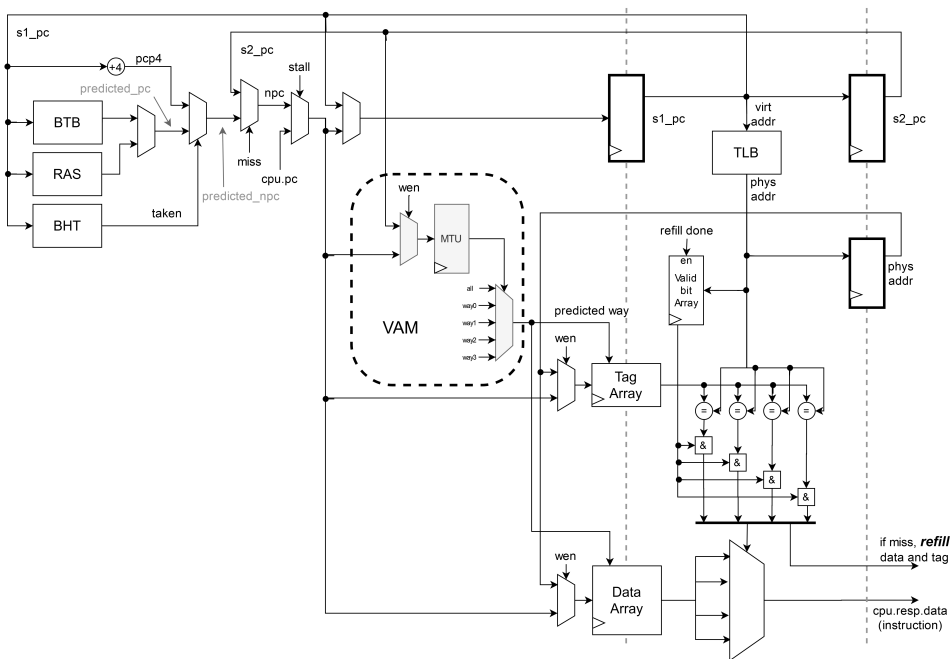 s1_pc
+4
pcp4
predicted_pc
BTB
RAS
BHT
taken
predicted_npc
s2_pc
npc
miss
stall
cpu.pc
s1_pc
virt
addr
TLB
phys
addr
s2_pc
wen
MTU
VAM
all
way0
way1
way2
way3
refill done
en
Valid
bit
Array
phys
addr
predicted way
wen
Tag
Array
=
=
=
=
&
&
&
&
if miss, refill
data and tag
wen
Data
Array
cpu.resp.data
(instruction)